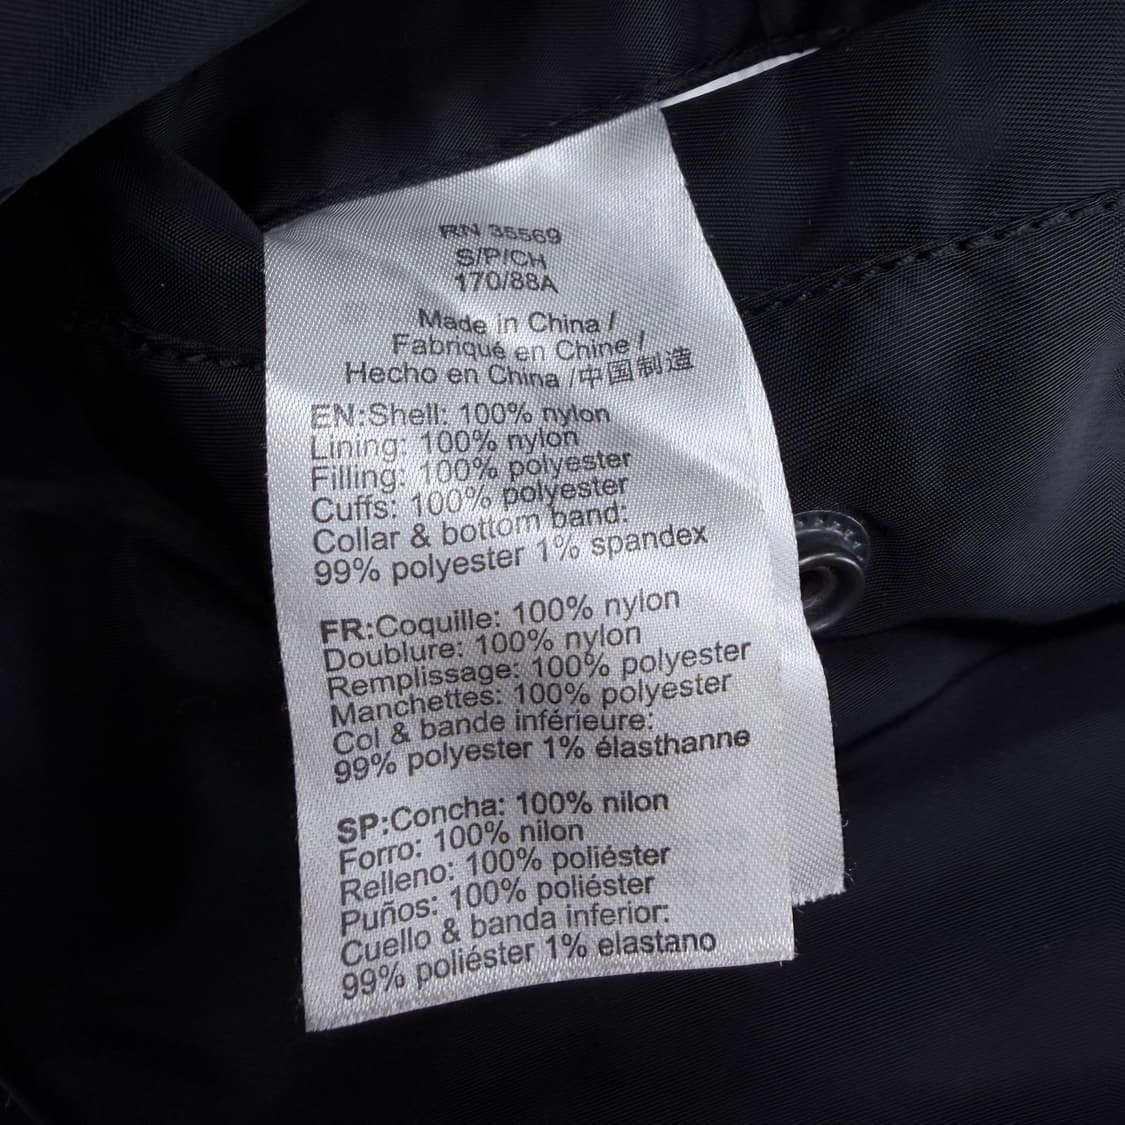 RN 35569
S/P/CH
170/88A
Made in China /
Fabriqué en Chine /
Hecho en China /中国制造
EN:Shell: 100% nylon
Lining: 100% nylon
Filling: 100% polyester
Cuffs: 100% polyester
Collar & bottom band:
99% polyester 1% spandex
FR:Coquille: 100% nylon
Doublure: 100% nylon
Remplissage: 100% polyester
Manchettes: 100% polyester
Col & bande inférieure:
99% polyester 1% élasthanne
SP:Concha: 100% nilon
Forro: 100% nilon
Relleno: 100% poliéster
Puños: 100% poliéster
Cuello & banda inferior:
99% poliéster 1% elastano